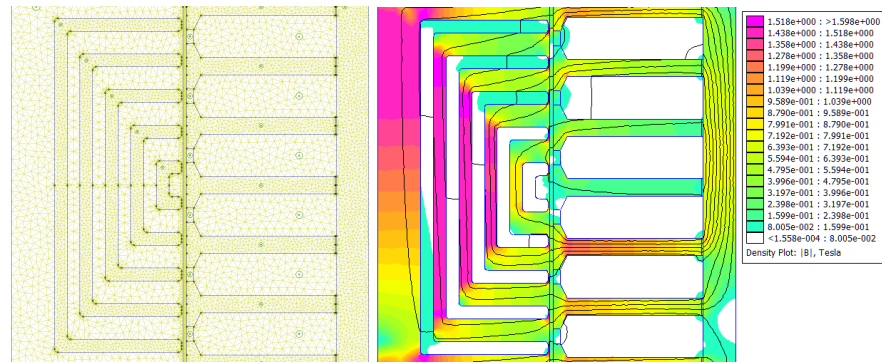 1.518e+000 : >1.598e+000
1.438e+000 : 1.518e+000
1.358e+000 : 1.438e+000
1.278e+000 : 1.358e+000
1.199e+000 : 1.278e+000
1.119e+000 : 1.199e+000
1.039e+000 : 1.119e+000
9.589e-001 : 1.039e+000
8.790e-001 : 9.589e-001
7.991e-001 : 8.790e-001
7.192e-001 : 7.991e-001
6.393e-001 : 7.192e-001
5.594e-001 : 6.393e-001
4.795e-001 : 5.594e-001
3.996e-001 : 4.795e-001
3.197e-001 : 3.996e-001
2.398e-001 : 3.197e-001
1.599e-001 : 2.398e-001
8.005e-002 : 1.599e-001
<1.558e-004 : 8.005e-002
Density Plot: |B|, Tesla